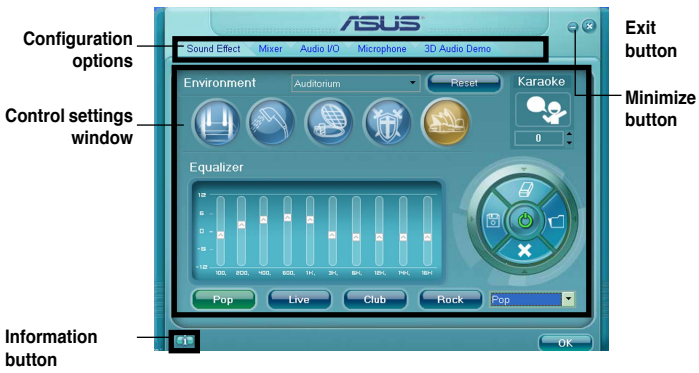 Configuration
options
Control settings
window
Information
button
Exit
button
Minimize
button
ASUS
Sound Effect Mixer Audio I/O Microphone 3D Audio Demo
Environment Auditorium Reset Karaoke
0
Equalizer
12
6
0
-6
-12
100, 200, 400, 600, 1K, 3K, 6K, 12K, 14K, 16K
Pop Live Club Rock Pop
i
OK